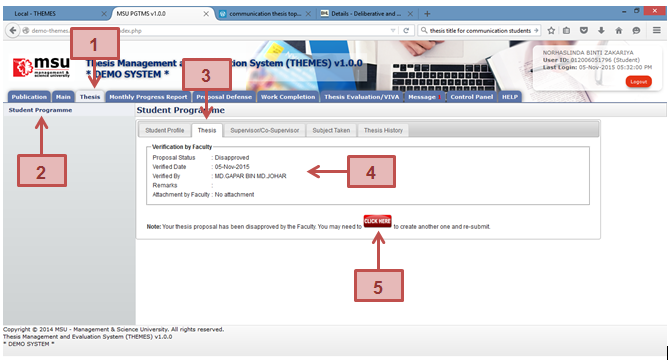 Local - THEMES
MSU PGTMS v1.0.0
communication thesis top...
Details - Deliberative and ...
demo-themes.
index.php
thesis title for communication students
msu
management & science university
Thesis Management and Evaluation System (THEMES) v1.0.0
* DEMO SYSTEM *
NORHASLINDA BINTI ZAKARIYA
User ID: 012006051796 (Student)
Last Login: 05-Nov-2015 05:32:00 PM
Logout
1
3
Publication
Main
Thesis
Monthly Progress Report
Proposal Defense
Work Completion
Thesis Evaluation/VIVA
Message
Control Panel
HELP
Student Programme
Student Programme
2
Student Profile
Thesis
Supervisor/Co-Supervisor
Subject Taken
Thesis History
Verification by Faculty
Proposal Status : Disapproved
Verified Date : 05-Nov-2015
Verified By : MD.GAPAR BIN MD.JOHAR
Remarks :
Attachment by Faculty : No attachment
4
Note: Your thesis proposal has been disapproved by the Faculty. You may need to CLICK HERE to create another one and re-submit.
5
Copyright © 2014 MSU - Management & Science University. All rights reserved.
Thesis Management and Evaluation System (THEMES) v1.0.0
* DEMO SYSTEM *